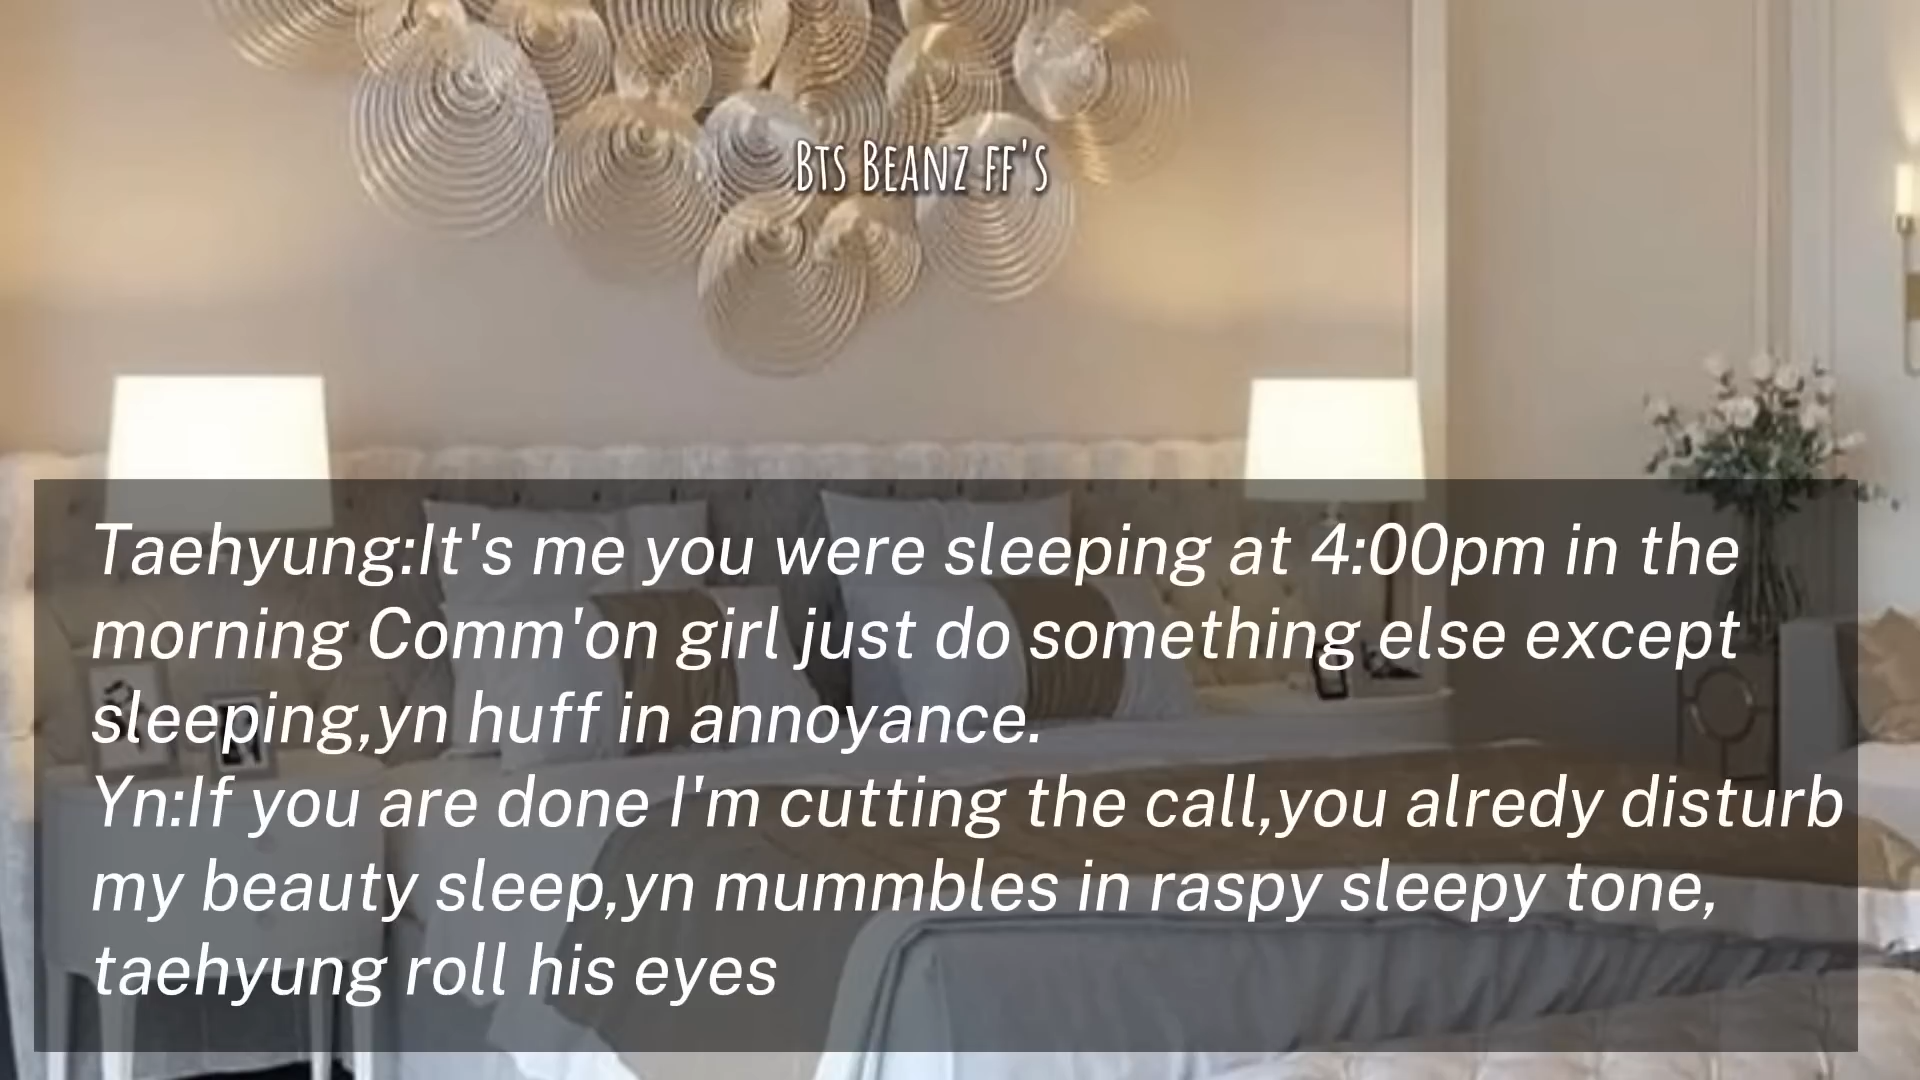 Bts Beanz ff's
Taehyung:It's me you were sleeping at 4:00pm in the
morning Comm'on girl just do something else except
sleeping,yn huff in annoyance.
Yn:If you are done I'm cutting the call,you alredy disturb
my beauty sleep,yn mummbles in raspy sleepy tone,
taehyung roll his eyes